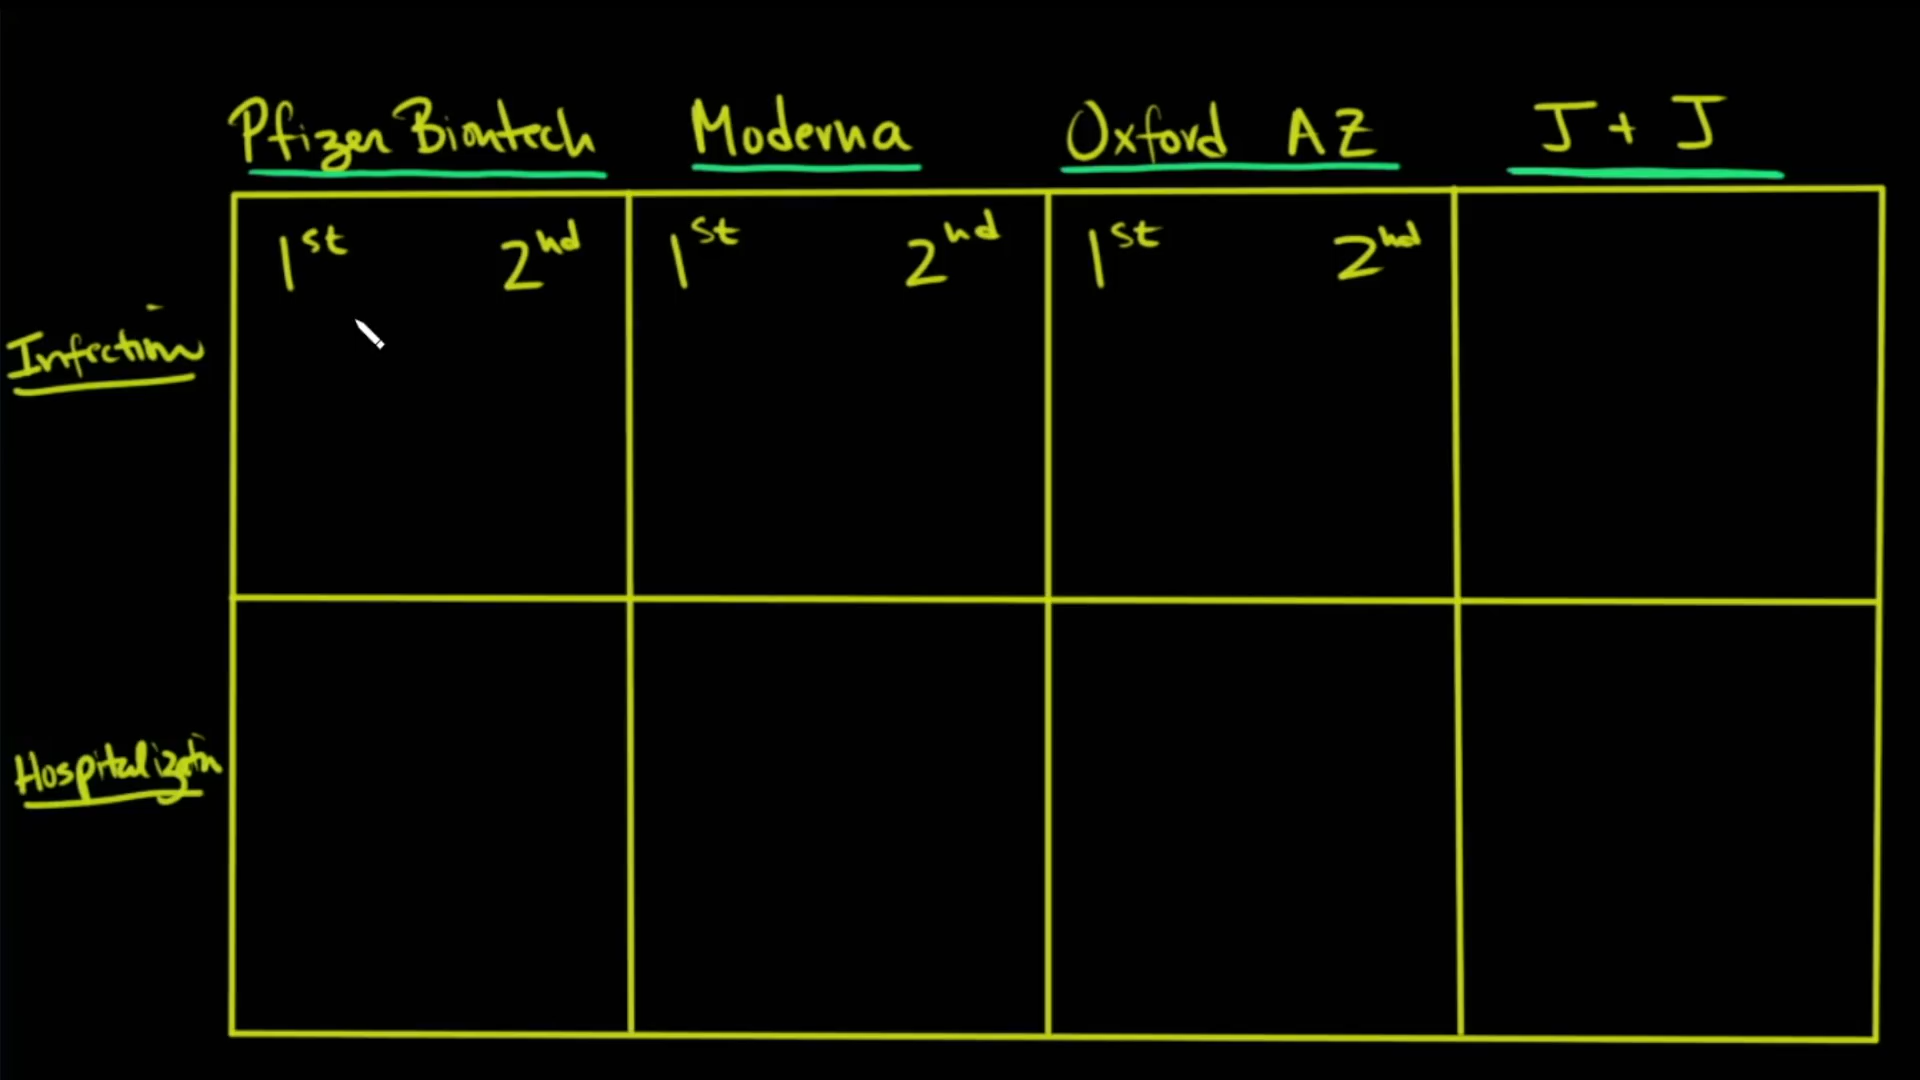 Pfizer Biontech Moderna Oxford AZ J + J
1st 2nd 1st 2nd 1st 2nd
Infection
Hospitalization